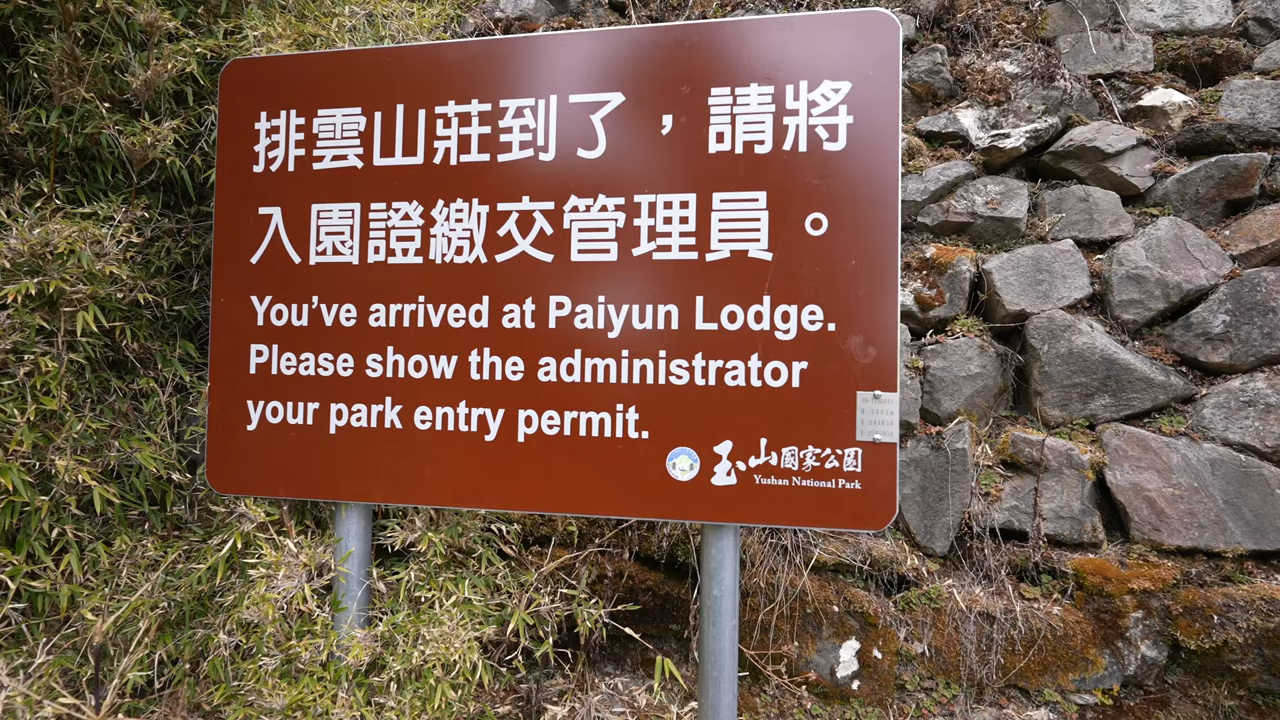 排雲山莊到了，請將
入園證繳交管理員。
You’ve arrived at Paiyun Lodge.
Please show the administrator
your park entry permit.
玉山國家公園
Yushan National Park